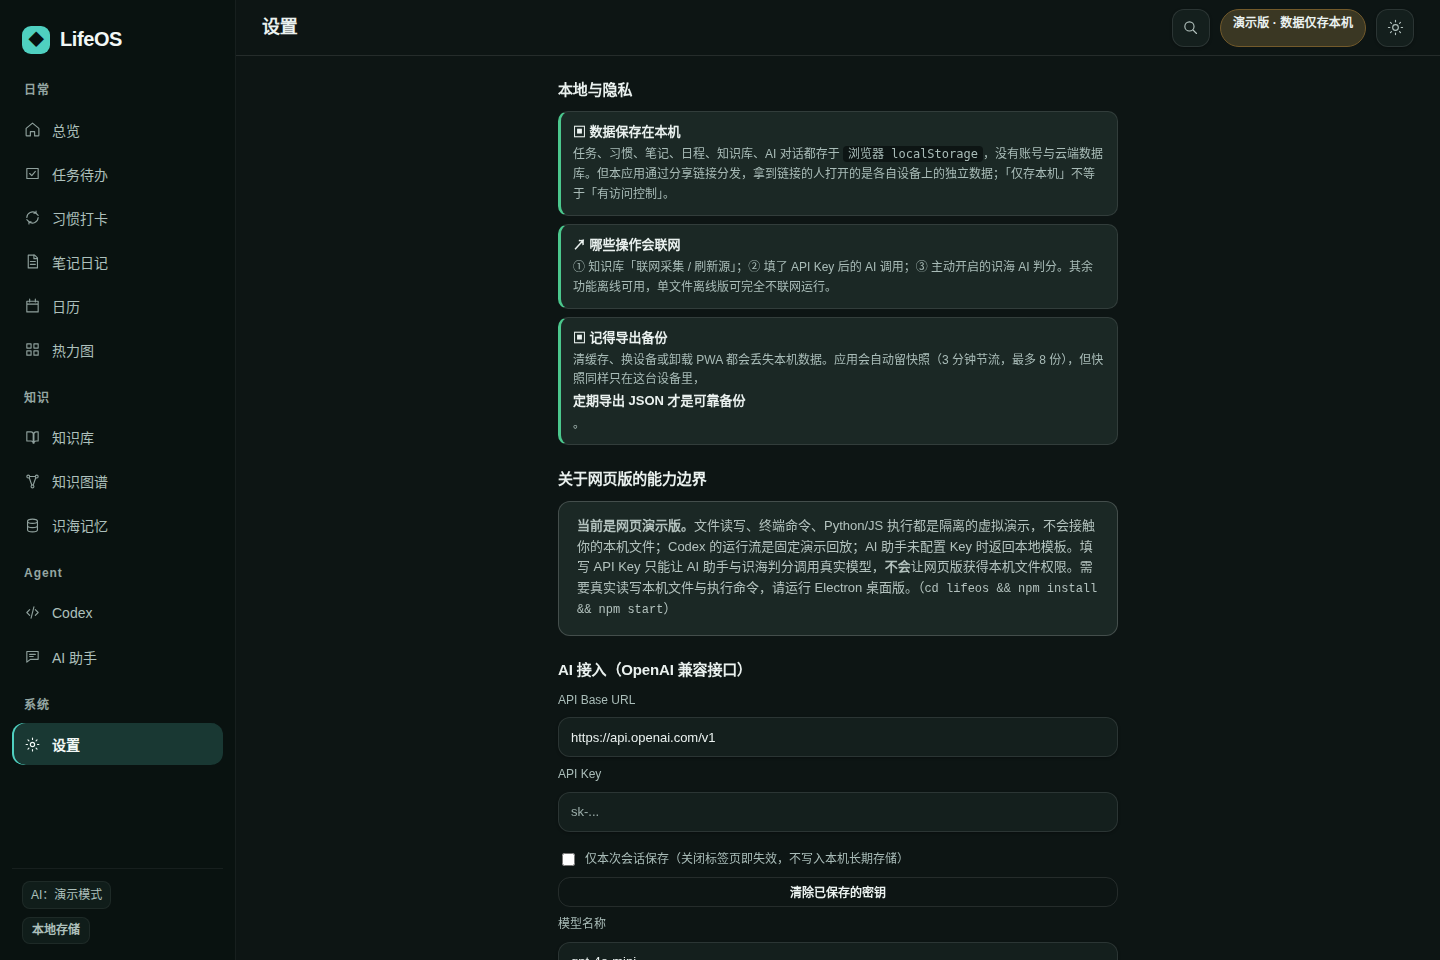 LifeOS
日常
总览
任务待办
习惯打卡
笔记日记
日历
热力图
知识
知识库
知识图谱
识海记忆
Agent
Codex
AI 助手
系统
设置
AI：演示模式
本地存储
设置
演示版 · 数据仅存本机
本地与隐私
▣ 数据保存在本机
任务、习惯、笔记、日程、知识库、AI 对话都存于 浏览器 localStorage，没有账号与云端数据
库。但本应用通过分享链接分发，拿到链接的人打开的是各自设备上的独立数据；「仅存本机」不等
于「有访问控制」。
↗ 哪些操作会联网
① 知识库「联网采集 / 刷新源」；② 填了 API Key 后的 AI 调用；③ 主动开启的识海 AI 判分。其余
功能离线可用，单文件离线版可完全不联网运行。
▣ 记得导出备份
清缓存、换设备或卸载 PWA 都会丢失本机数据。应用会自动留快照（3 分钟节流，最多 8 份），但快
照同样只在这台设备里，
定期导出 JSON 才是可靠备份
。
关于网页版的能力边界
当前是网页演示版。文件读写、终端命令、Python/JS 执行都是隔离的虚拟演示，不会接触
你的本机文件；Codex 的运行流是固定演示回放；AI 助手未配置 Key 时返回本地模板。填
写 API Key 只能让 AI 助手与识海判分调用真实模型，不会让网页版获得本机文件权限。需
要真实读写本机文件与执行命令，请运行 Electron 桌面版。（cd lifeos && npm install
&& npm start）
AI 接入（OpenAI 兼容接口）
API Base URL
https://api.openai.com/v1
API Key
sk-...
仅本次会话保存（关闭标签页即失效，不写入本机长期存储）
清除已保存的密钥
模型名称
gpt-4o-mini